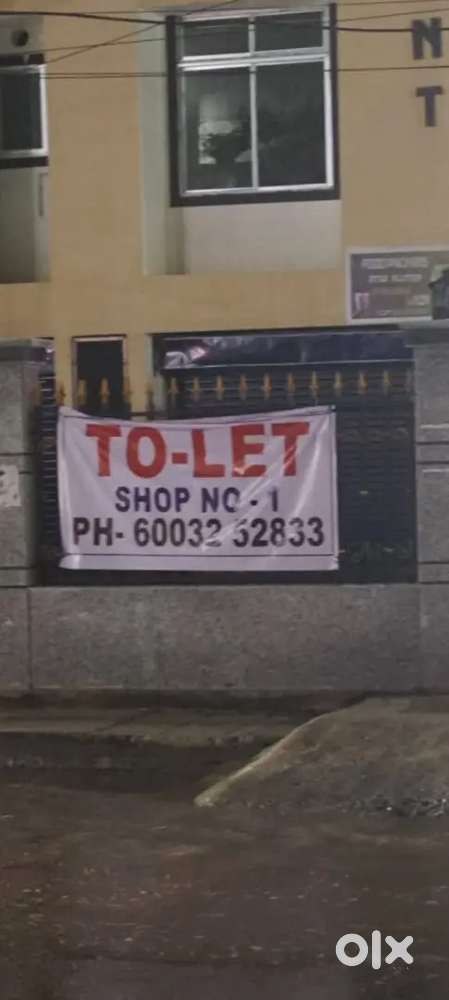 N
T
TO-LET
SHOP NO - 1
PH- 60032 52833
olx